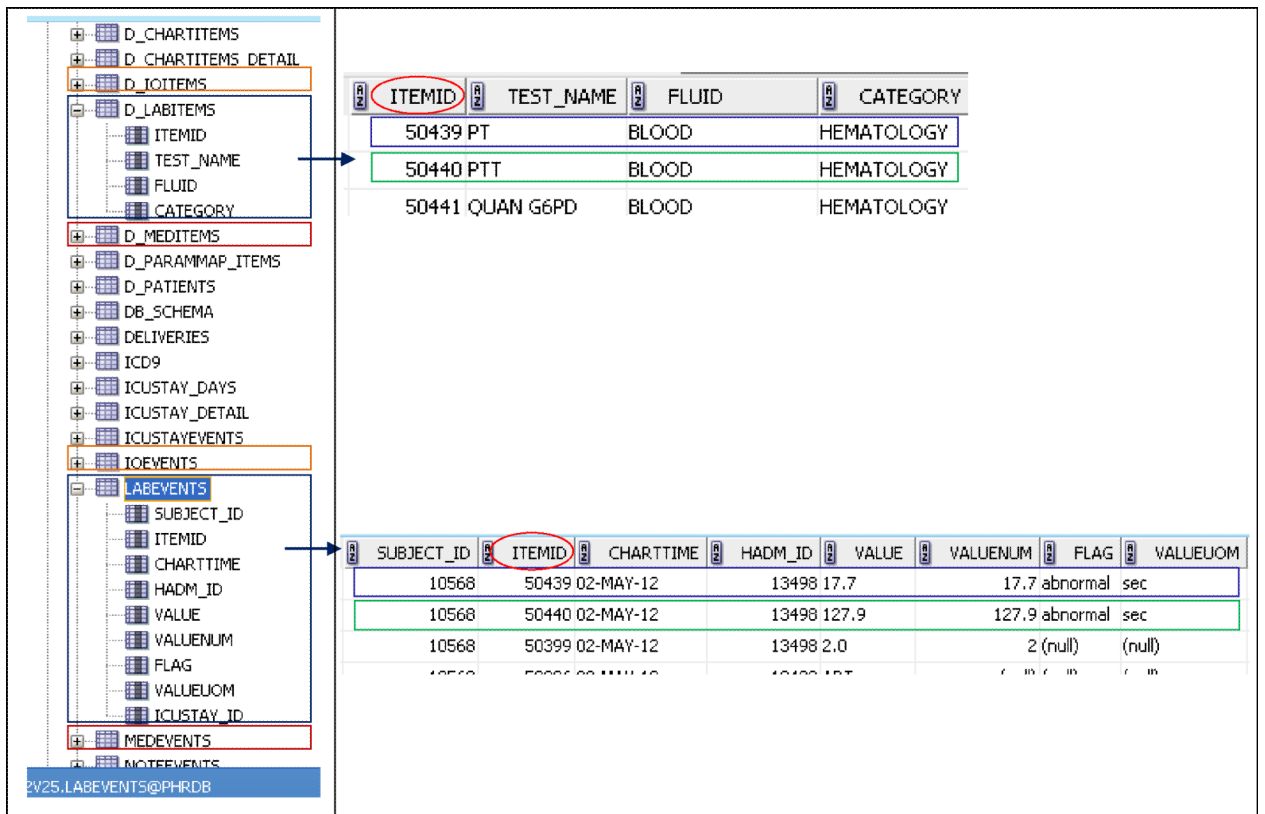 D_CHARTITEMS
D_CHARTITEMS_DETAIL
D_IOITEMS
D_LABITEMS
ITEMID
TEST_NAME
FLUID
CATEGORY
D_MEDITEMS
D_PARAMMAP_ITEMS
D_PATIENTS
DB_SCHEMA
DELIVERIES
ICD9
ICUSTAY_DAYS
ICUSTAY_DETAIL
ICUSTAYEVENTS
IOEVENTS
LABEVENTS
SUBJECT_ID
ITEMID
CHARTTIME
HADM_ID
VALUE
VALUENUM
FLAG
VALUEUOM
ICUSTAY_ID
MEDEVENTS
NOTEEVENTS
2V25.LABEVENTS@PHRDB
ITEMID TEST_NAME FLUID CATEGORY
50439 PT BLOOD HEMATOLOGY
50440 PTT BLOOD HEMATOLOGY
50441 QUAN G6PD BLOOD HEMATOLOGY
SUBJECT_ID ITEMID CHARTTIME HADM_ID VALUE VALUENUM FLAG VALUEUOM
10568 50439 02-MAY-12 13498 17.7 17.7 abnormal sec
10568 50440 02-MAY-12 13498 127.9 127.9 abnormal sec
10568 50399 02-MAY-12 13498 2.0 2 (null) (null)